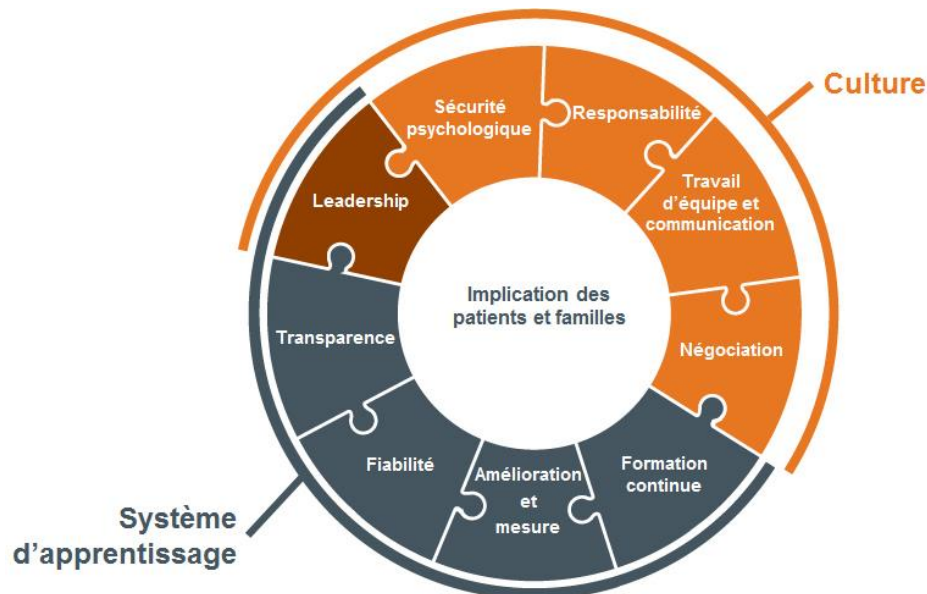 Culture
Sécurité
psychologique
Responsabilité
Travail
d'équipe et
communication
Leadership
Implication des
patients et familles
Transparence
Négociation
Fiabilité
Amélioration
et
mesure
Formation
continue
Système
d'apprentissage